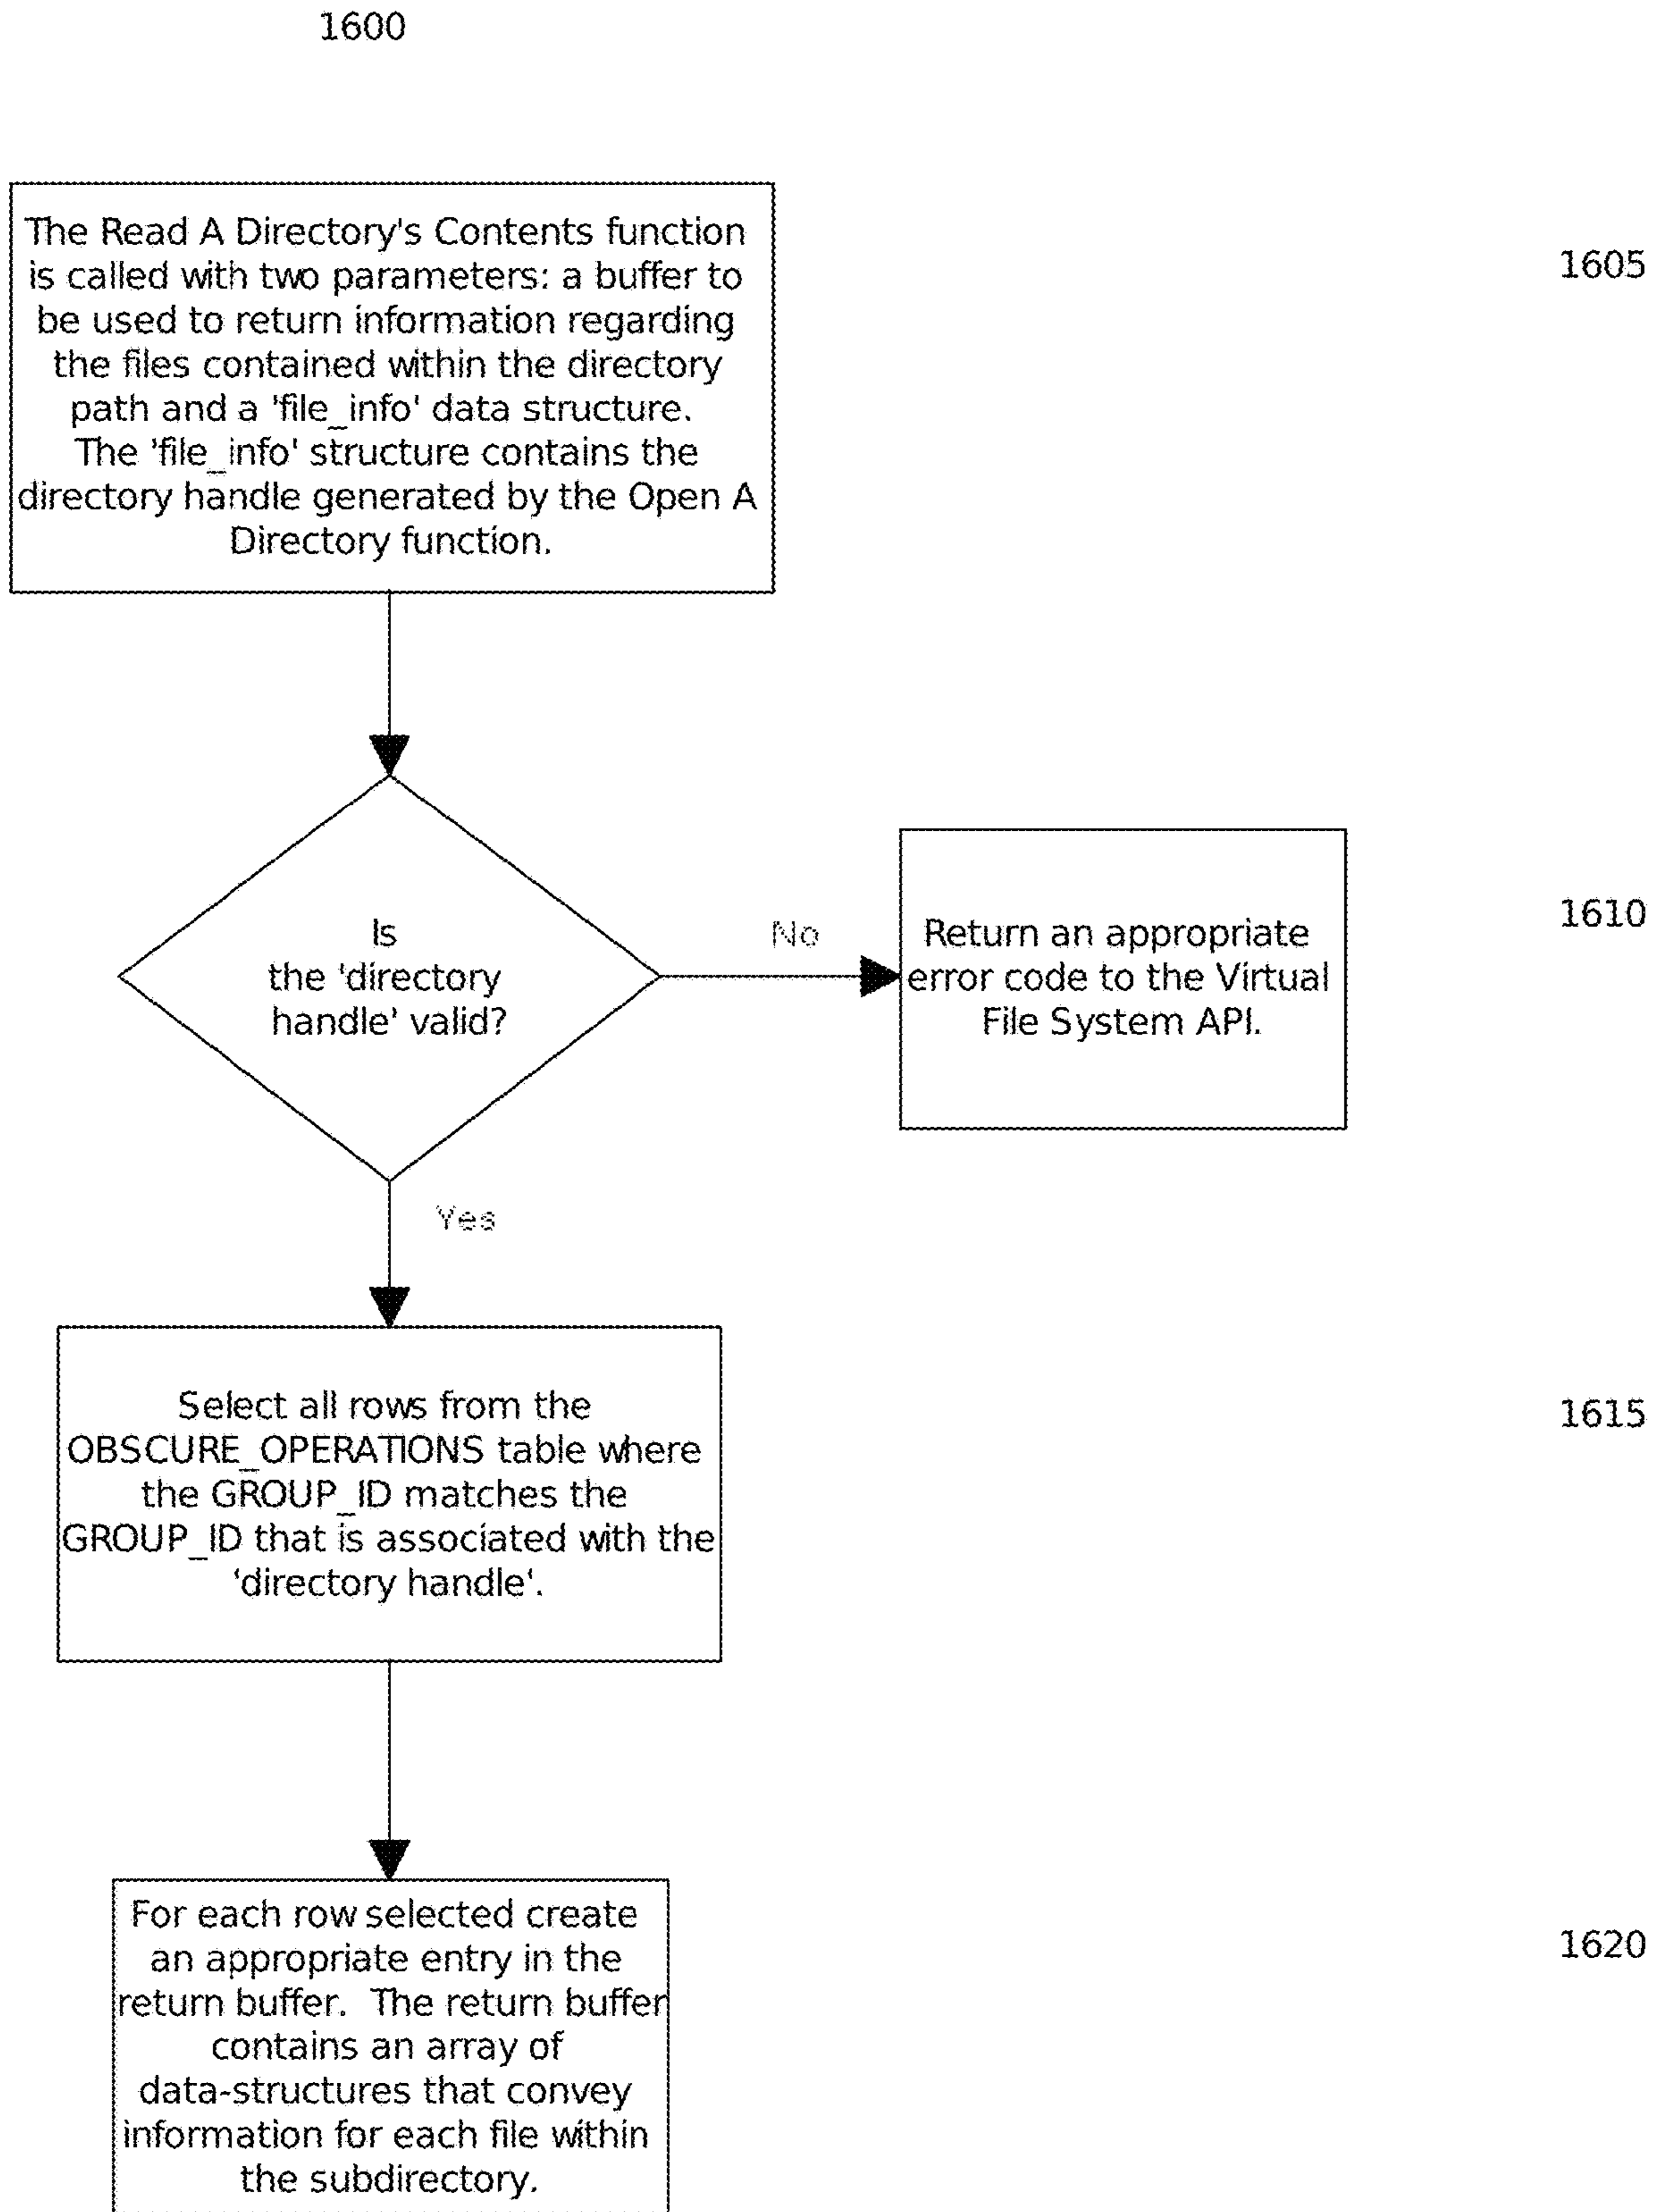 1600
The Read A Directory's Contents function
is called with two parameters: a buffer to
be used to return information regarding
the files contained within the directory
path and a 'file_info' data structure.
The 'file_info' structure contains the
directory handle generated by the Open A
Directory function.
1605
Is
the 'directory
handle' valid?
No
Return an appropriate
error code to the Virtual
File System API.
1610
Yes
Select all rows from the
OBSCURE_OPERATIONS table where
the GROUP_ID matches the
GROUP_ID that is associated with the
'directory handle'.
1615
For each row selected create
an appropriate entry in the
return buffer.  The return buffer
contains an array of
data-structures that convey
information for each file within
the subdirectory.
1620